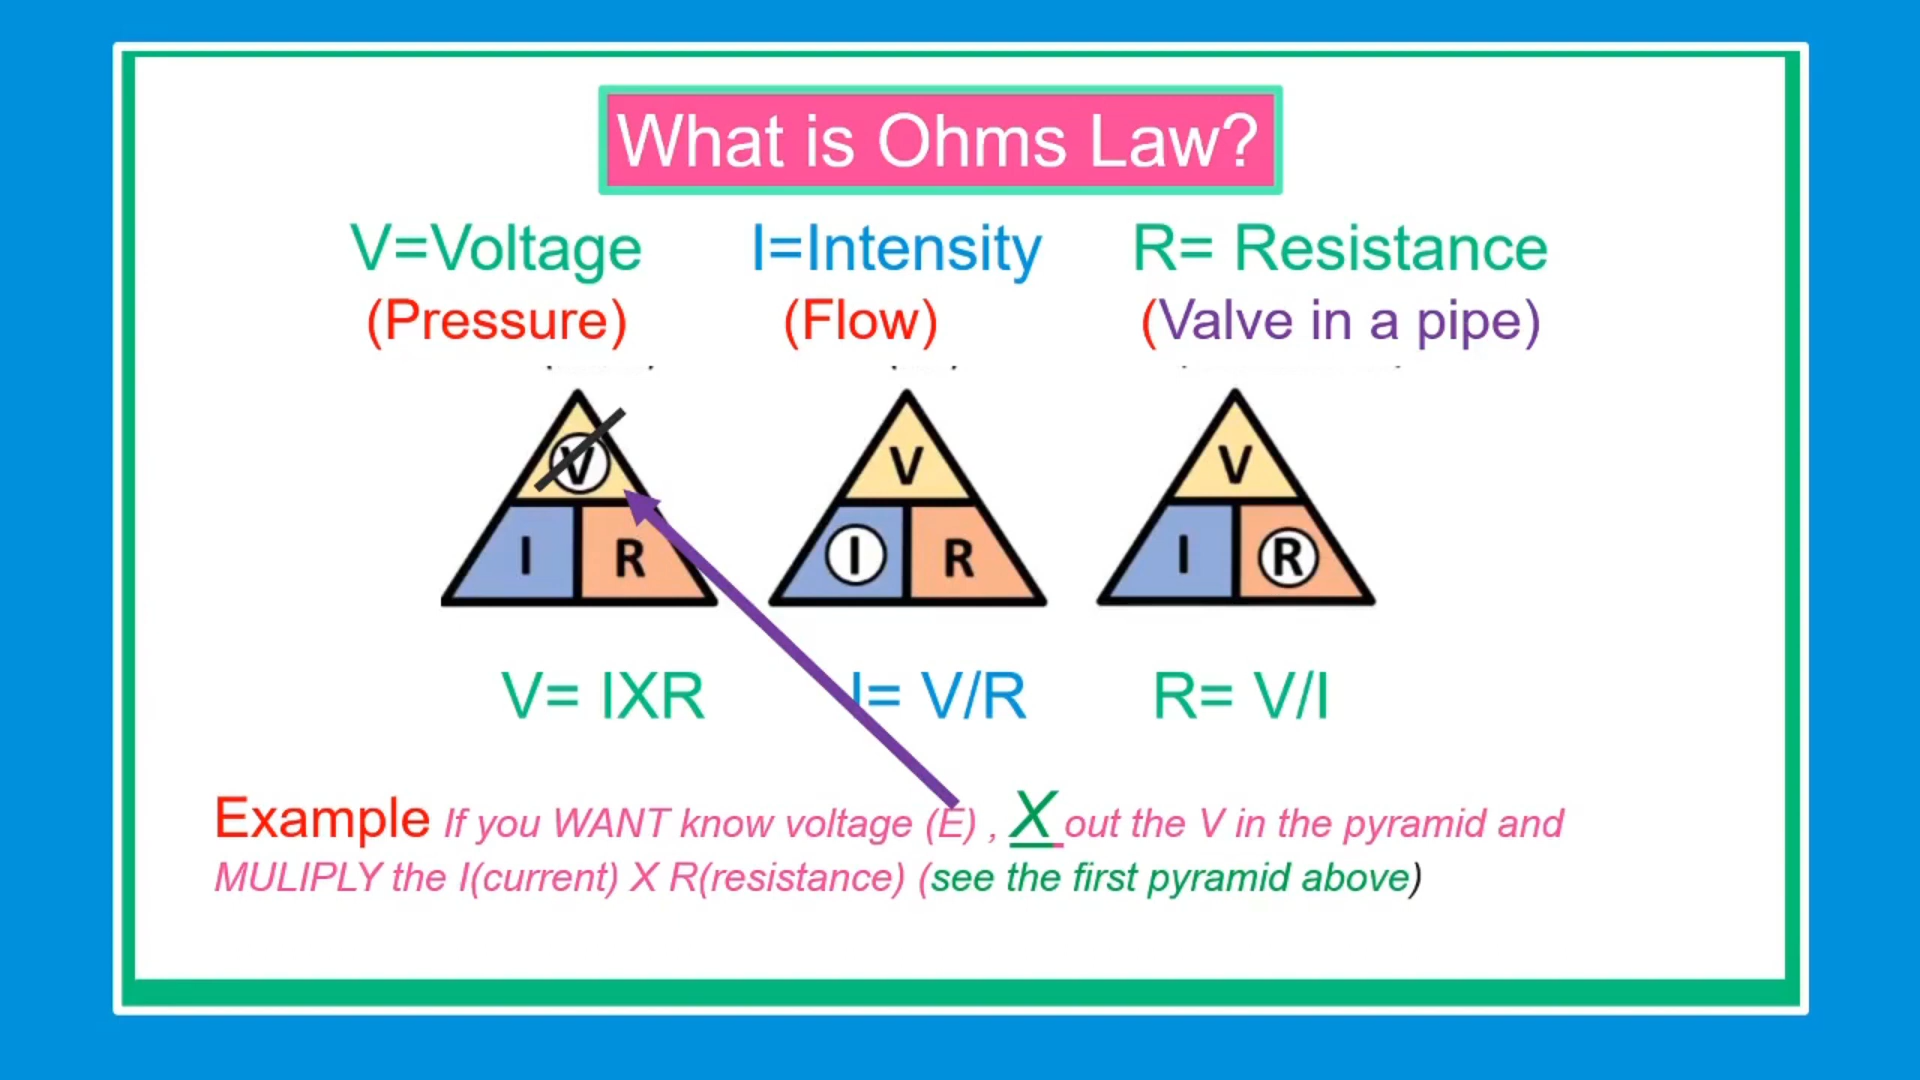 What is Ohms Law?
V=Voltage I=Intensity R= Resistance
(Pressure) (Flow) (Valve in a pipe)
V V V
I R I R I R
V= IXR I= V/R R= V/I
Example If you WANT know voltage (E) , X out the V in the pyramid and
MULIPLY the I(current) X R(resistance) (see the first pyramid above)